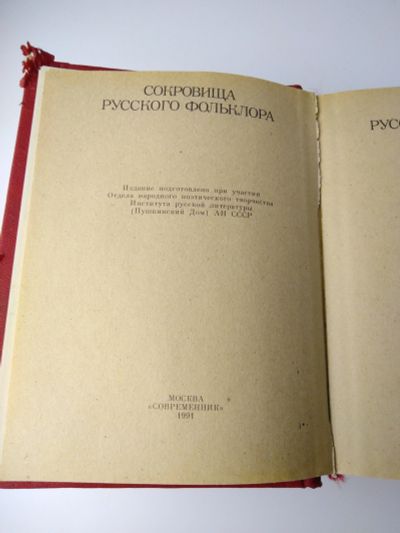 СОКРОВИЩА
РУССКОГО ФОЛЬКЛОРА
РУСС
Издание подготовлено при участии
Отдела народного поэтического творчества
Института русской литературы
(Пушкинский Дом) АН СССР
МОСКВА
«СОВРЕМЕННИК»
1991